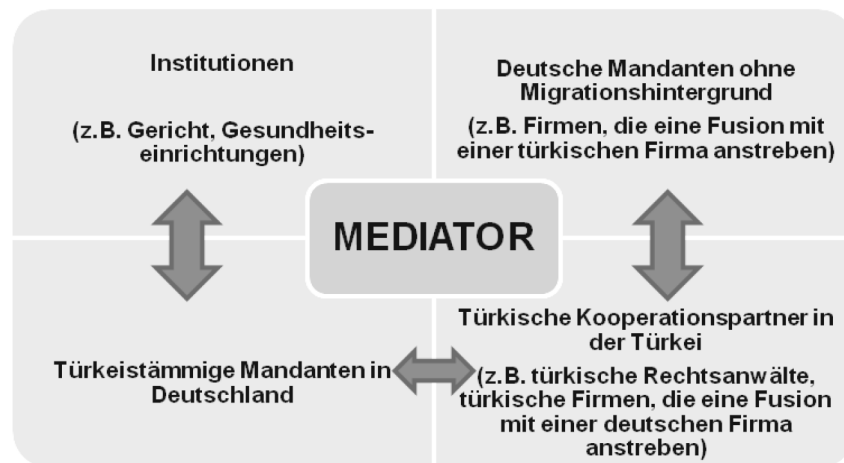 Institutionen
(z.B. Gericht, Gesundheits-
einrichtungen)
Deutsche Mandanten ohne
Migrationshintergrund
(z.B. Firmen, die eine Fusion mit
einer türkischen Firma anstreben)
MEDIATOR
Türkeistämmige Mandanten in
Deutschland
Türkische Kooperationspartner in
der Türkei
(z.B. türkische Rechtsanwälte,
türkische Firmen, die eine Fusion
mit einer deutschen Firma
anstreben)